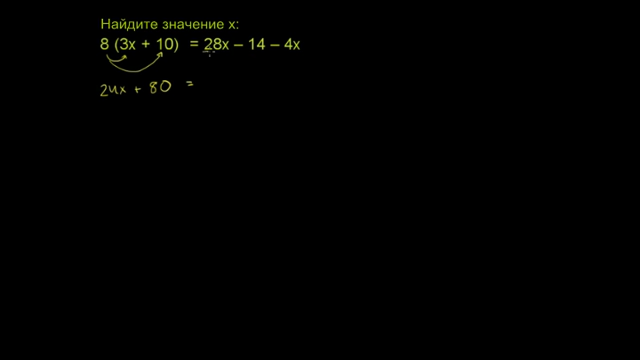 Найдите значение x:
8 (3x + 10) = 28x – 14 – 4x
24x + 80 =